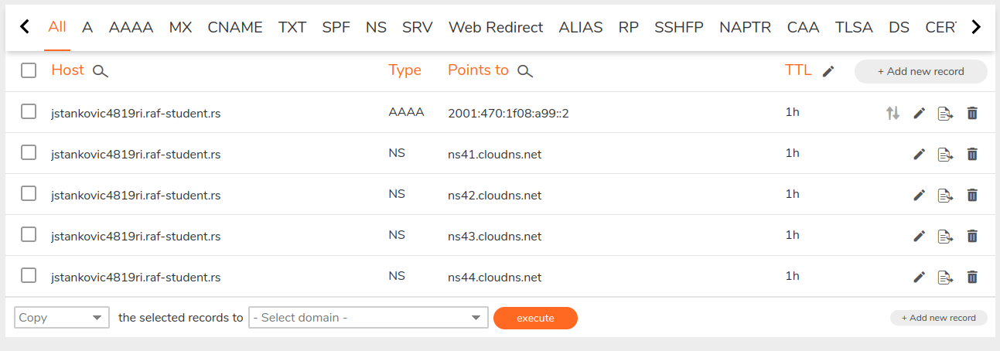 All A AAAA MX CNAME TXT SPF NS SRV Web Redirect ALIAS RP SSHFP NAPTR CAA TLSA DS CER
Host Type Points to TTL + Add new record
jstankovic4819ri.raf-student.rs AAAA 2001:470:1f08:a99::2 1h
jstankovic4819ri.raf-student.rs NS ns41.cloudns.net 1h
jstankovic4819ri.raf-student.rs NS ns42.cloudns.net 1h
jstankovic4819ri.raf-student.rs NS ns43.cloudns.net 1h
jstankovic4819ri.raf-student.rs NS ns44.cloudns.net 1h
Copy the selected records to - Select domain - execute + Add new record